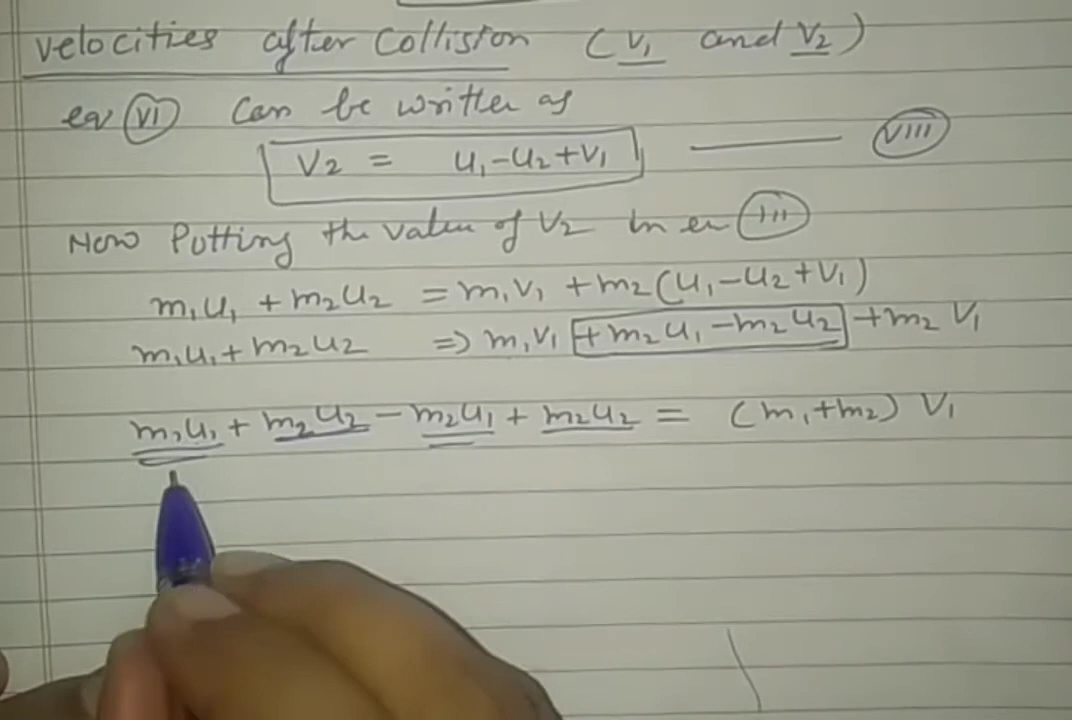 velocities after Collision (v₁ and v₂)
eq (VI) Can be written as
V₂ = u₁-u₂+v₁ —— (VIII)
Now Putting the value of V₂ in eq (III)
m₁u₁ + m₂u₂ = m₁v₁ + m₂(u₁-u₂+v₁)
m₁u₁ + m₂u₂ => m₁v₁ + m₂u₁ - m₂u₂ + m₂ v₁
m₁u₁ + m₂u₂ - m₂u₁ + m₂u₂ = (m₁+m₂) v₁